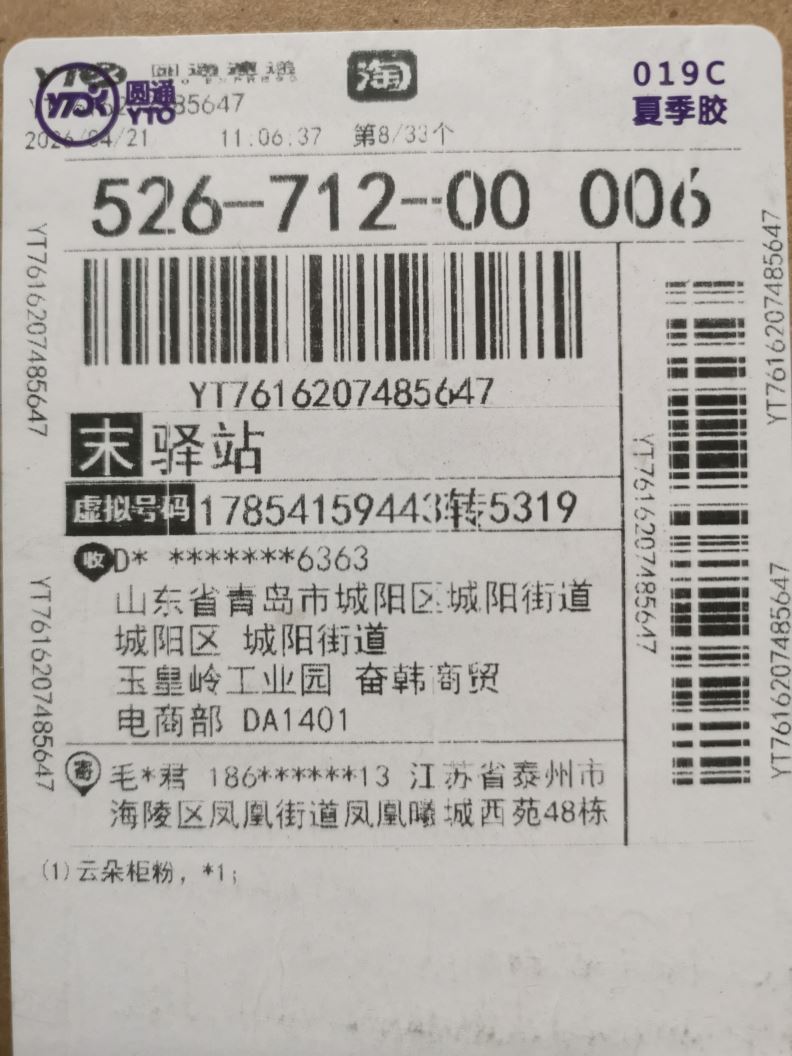 圆通速递
淘
019C
夏季胶
圆通
YTO
2026/04/21 11:06:37 第8/33个
526-712-00 006
YT7616207485647
末 驿站
虚拟号码 17854159443转5319
收 D* *******6363
山东省青岛市城阳区城阳街道
城阳区 城阳街道
玉皇岭工业园 奋韩商贸
电商部 DA1401
寄 毛*君 186******13 江苏省泰州市
海陵区凤凰街道凤凰曦城西苑48栋
(1)云朵柜粉, *1;
YT7616207485647
YT7616207485647
YT7616207485647
YT7616207485647
YT7616207485647